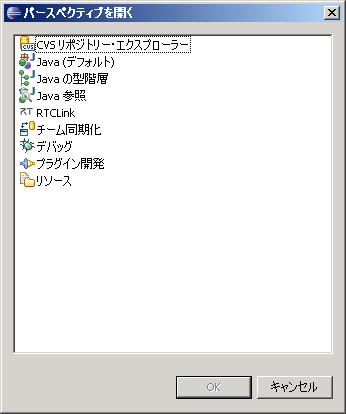 パースペクティブを開く
CVS リポジトリー・エクスプローラー
Java (デフォルト)
Java の型階層
Java 参照
RT RTCLink
チーム同期化
デバッグ
プラグイン開発
リソース
OK キャンセル